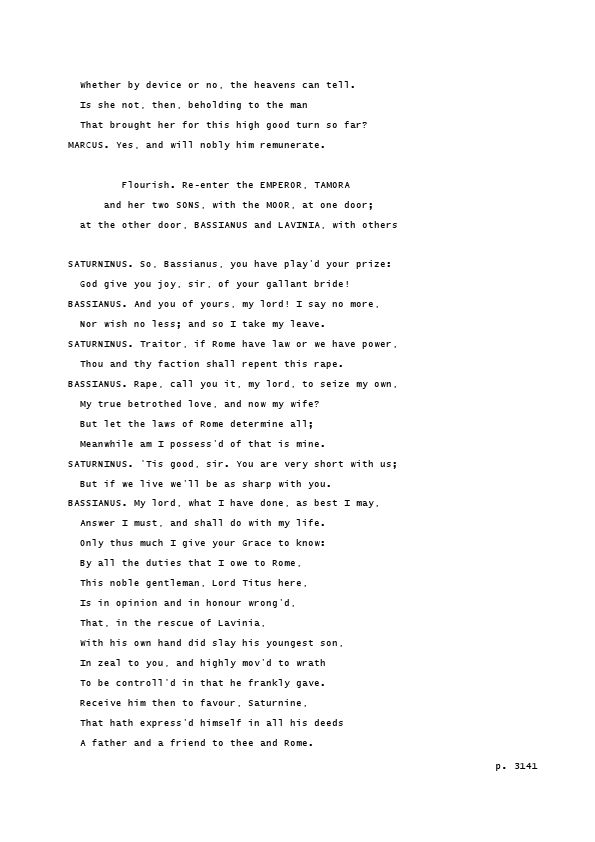 Whether by device or no, the heavens can tell.
Is she not, then, beholding to the man
That brought her for this high good turn so far?
MARCUS. Yes, and will nobly him remunerate.
Flourish. Re-enter the EMPEROR, TAMORA
and her two SONS, with the MOOR, at one door;
at the other door, BASSIANUS and LAVINIA, with others
SATURNINUS. So, Bassianus, you have play'd your prize:
God give you joy, sir, of your gallant bride!
BASSIANUS. And you of yours, my lord! I say no more,
Nor wish no less; and so I take my leave.
SATURNINUS. Traitor, if Rome have law or we have power,
Thou and thy faction shall repent this rape.
BASSIANUS. Rape, call you it, my lord, to seize my own,
My true betrothed love, and now my wife?
But let the laws of Rome determine all;
Meanwhile am I possess'd of that is mine.
SATURNINUS. 'Tis good, sir. You are very short with us;
But if we live we'll be as sharp with you.
BASSIANUS. My lord, what I have done, as best I may,
Answer I must, and shall do with my life.
Only thus much I give your Grace to know:
By all the duties that I owe to Rome,
This noble gentleman, Lord Titus here,
Is in opinion and in honour wrong'd,
That, in the rescue of Lavinia,
With his own hand did slay his youngest son,
In zeal to you, and highly mov'd to wrath
To be controll'd in that he frankly gave.
Receive him then to favour, Saturnine,
That hath express'd himself in all his deeds
A father and a friend to thee and Rome.
p. 3141